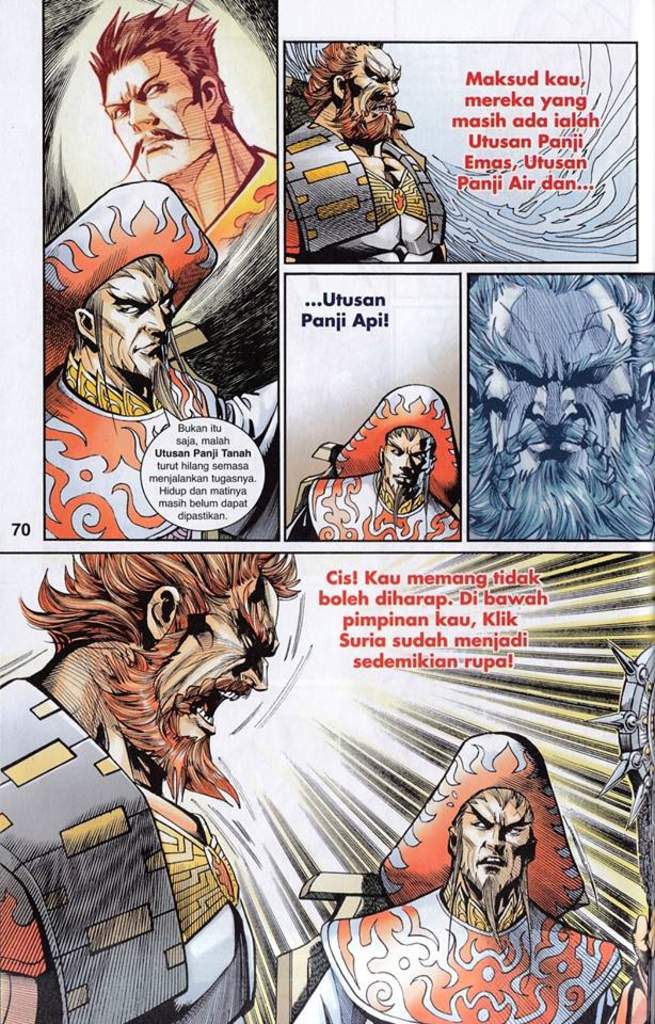 Bukan itu
saja, malah
Utusan Panji Tanah
turut hilang semasa
menjalankan tugasnya.
Hidup dan matinya
masih belum dapat
dipastikan.
Maksud kau,
mereka yang
masih ada ialah
Utusan Panji
Emas, Utusan
Panji Air dan...
...Utusan
Panji Api!
70
Cis! Kau memang tidak
boleh diharap. Di bawah
pimpinan kau, Klik
Suria sudah menjadi
sedemikian rupa!